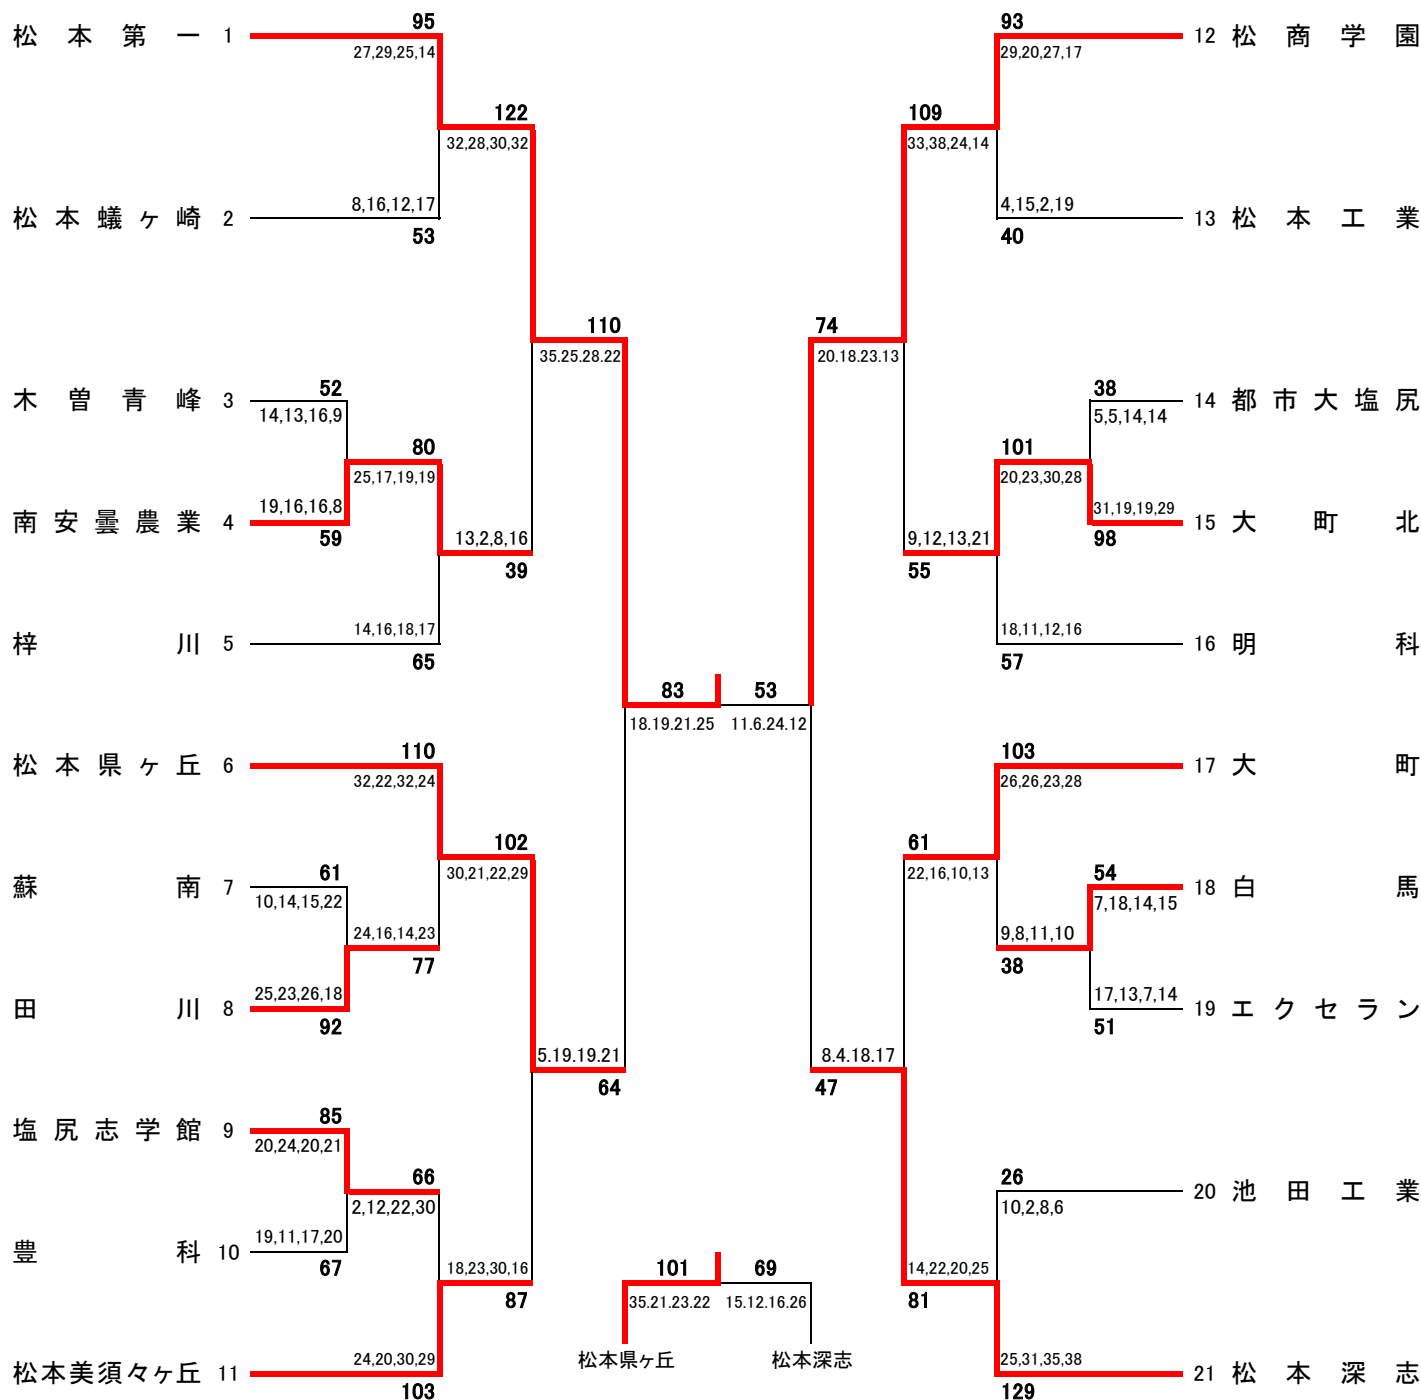 95 93
松本第一 1 12 松商学園
27,29,25,14 29,20,27,17
122 109
32,28,30,32 33,38,24,14
8,16,12,17 4,15,2,19
松本蟻ヶ崎 2 13 松本工業
53 40
110 74
35.25.28.22 20.18.23.13
52 38
木曽青峰 3 14 都市大塩尻
14,13,16,9 5,5,14,14
80 101
25,17,19,19 20,23,30,28
19,16,16,8 31,19,19,29
南安曇農業 4 15 大町北
59 98
13,2,8,16 9,12,13,21
39 55
14,16,18,17 18,11,12,16
梓川 5 16 明科
65 57
83 53
18.19.21.25 11.6.24.12
110 103
松本県ヶ丘 6 17 大町
32,22,32,24 26,26,23,28
102 61
30,21,22,29 22,16,10,13
61 54
蘇南 7 18 白馬
10,14,15,22 7,18,14,15
24,16,14,23 9,8,11,10
77 38
25,23,26,18 17,13,7,14
田川 8 19 エクセラン
92 51
5.19.19.21 8.4.18.17
64 47
85
塩尻志学館 9
20,24,20,21
66 26
20 池田工業
2,12,22,30 10,2,8,6
19,11,17,20
豊科 10
67
18,23,30,16 101 69 14,22,20,25
87 35.21.23.22 15.12.16.26 81
24,20,30,29 松本県ヶ丘 松本深志 25,31,35,38
松本美須々ヶ丘 11 21 松本深志
103 129